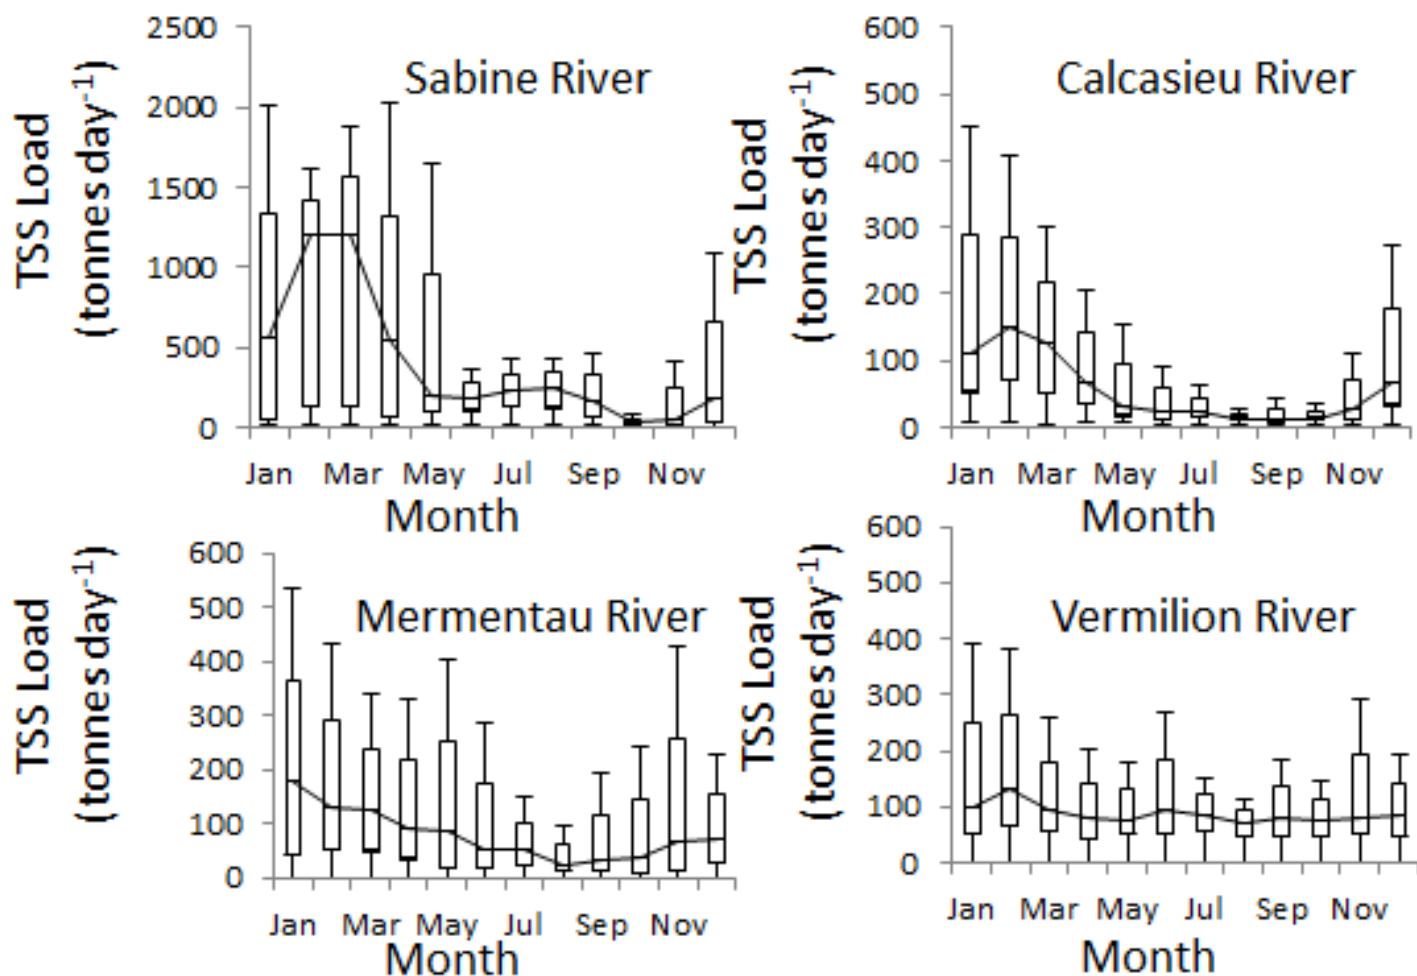 Sabine River
TSS Load
(tonnes day⁻¹)
2500
2000
1500
1000
500
0
Jan Mar May Jul Sep Nov
Month
Calcasieu River
TSS Load
(tonnes day⁻¹)
600
500
400
300
200
100
0
Jan Mar May Jul Sep Nov
Month
Mermentau River
TSS Load
(tonnes day⁻¹)
600
500
400
300
200
100
0
Jan Mar May Jul Sep Nov
Month
Vermilion River
TSS Load
(tonnes day⁻¹)
600
500
400
300
200
100
0
Jan Mar May Jul Sep Nov
Month